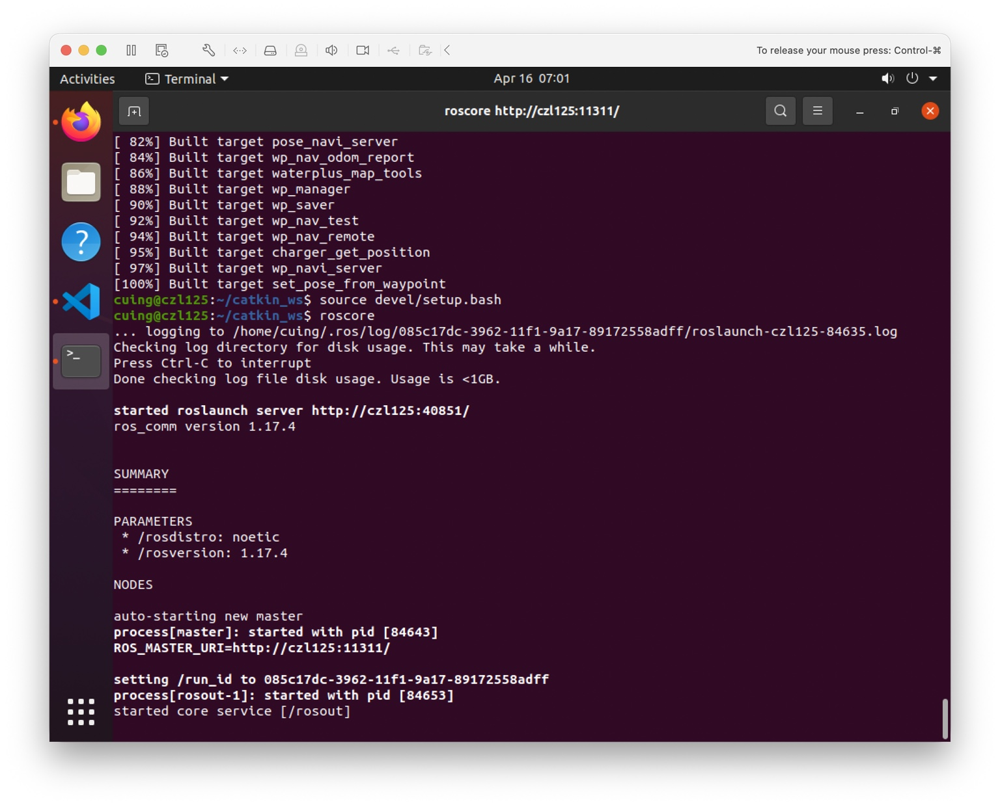 To release your mouse press: Control-⌘
Activities
Terminal
Apr 16 07:01
roscore http://czl125:11311/
[ 82%] Built target pose_navi_server
[ 84%] Built target wp_nav_odom_report
[ 86%] Built target waterplus_map_tools
[ 88%] Built target wp_manager
[ 90%] Built target wp_saver
[ 92%] Built target wp_nav_test
[ 94%] Built target wp_nav_remote
[ 95%] Built target charger_get_position
[ 97%] Built target wp_navi_server
[100%] Built target set_pose_from_waypoint
cuing@czl125:~/catkin_ws$ source devel/setup.bash
cuing@czl125:~/catkin_ws$ roscore
... logging to /home/cuing/.ros/log/085c17dc-3962-11f1-9a17-89172558adff/roslaunch-czl125-84635.log
Checking log directory for disk usage. This may take a while.
Press Ctrl-C to interrupt
Done checking log file disk usage. Usage is <1GB.
started roslaunch server http://czl125:40851/
ros_comm version 1.17.4
SUMMARY
========
PARAMETERS
 * /rosdistro: noetic
 * /rosversion: 1.17.4
NODES
auto-starting new master
process[master]: started with pid [84643]
ROS_MASTER_URI=http://czl125:11311/
setting /run_id to 085c17dc-3962-11f1-9a17-89172558adff
process[rosout-1]: started with pid [84653]
started core service [/rosout]